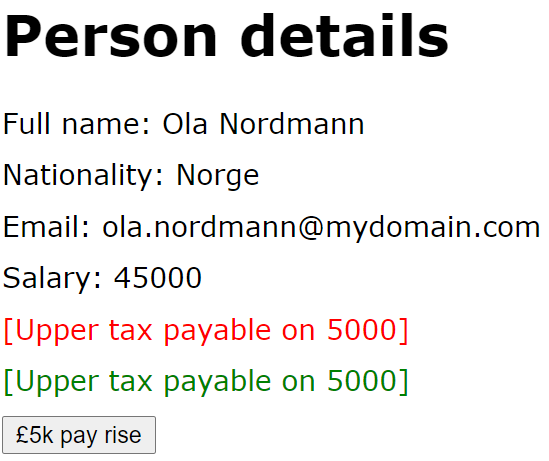 Person details
Full name: Ola Nordmann
Nationality: Norge
Email: ola.nordmann@mydomain.com
Salary: 45000
[Upper tax payable on 5000]
[Upper tax payable on 5000]
£5k pay rise